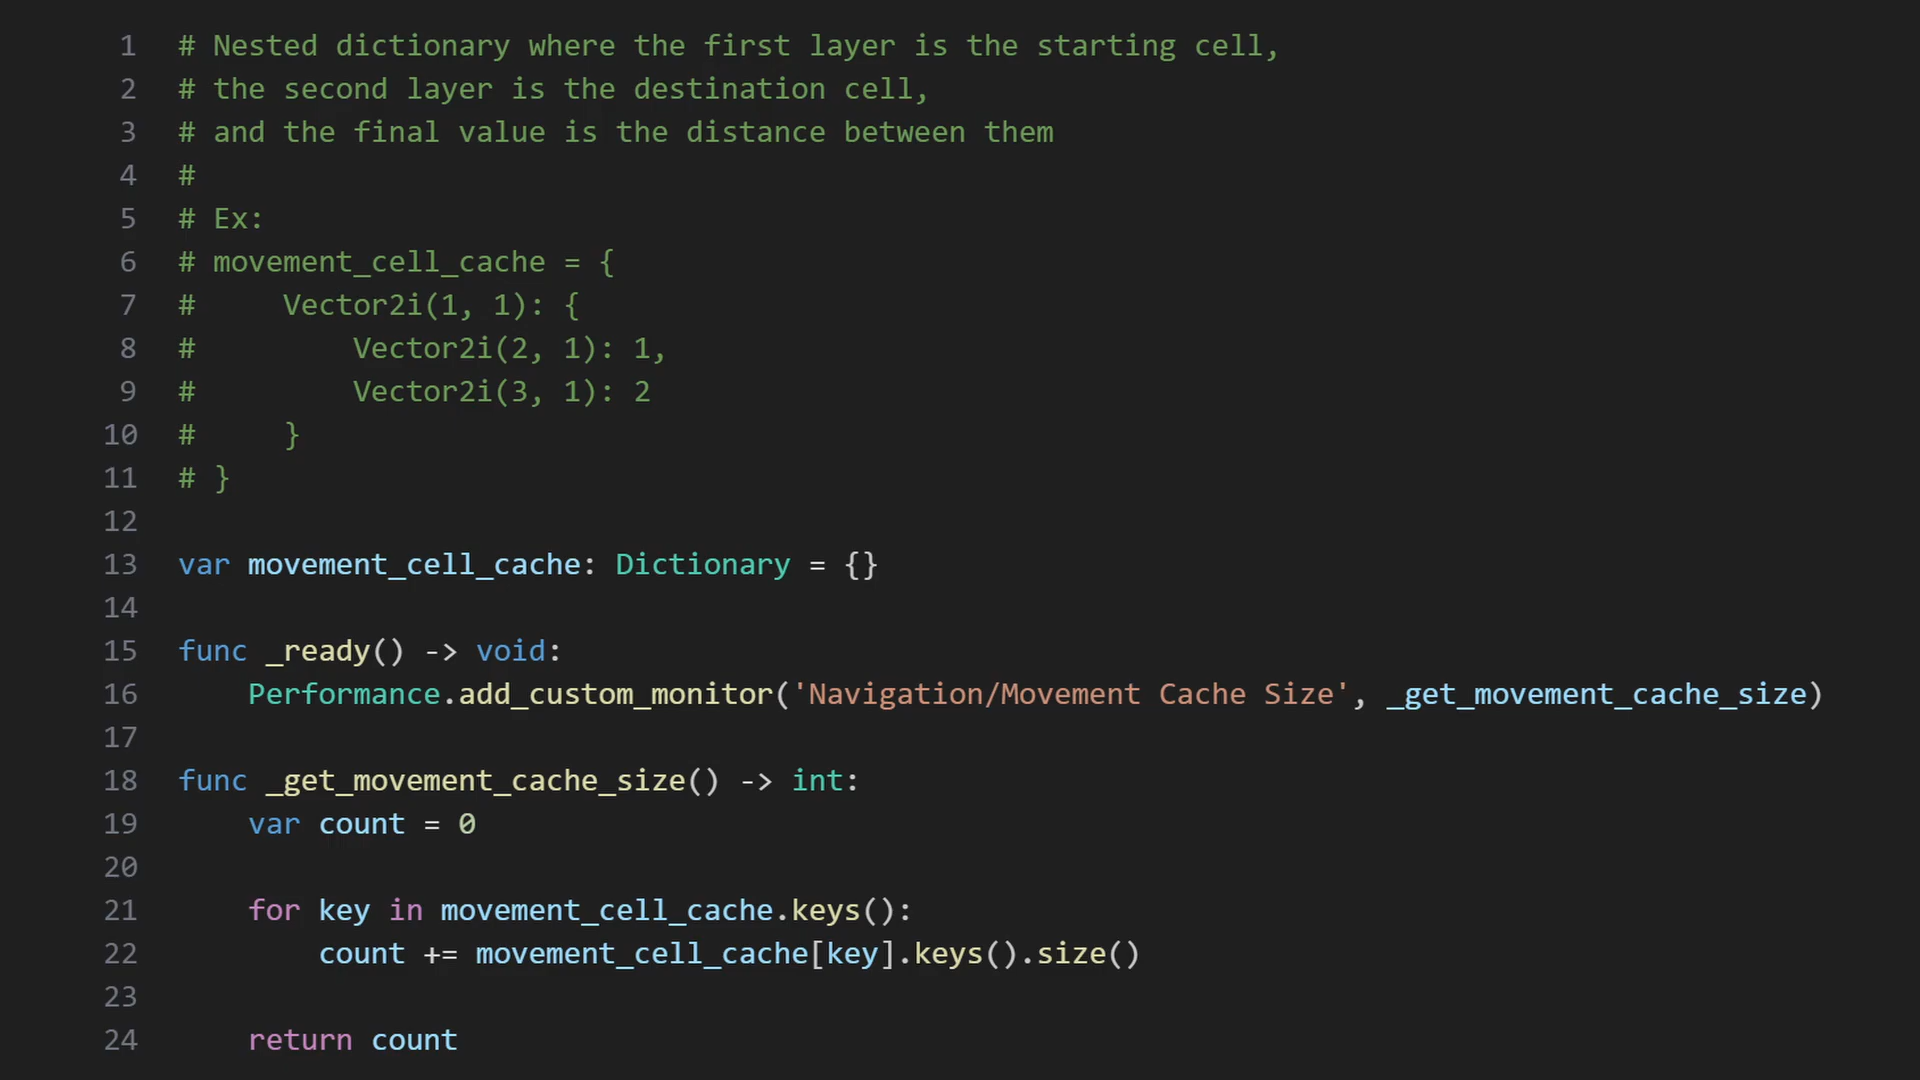 1 # Nested dictionary where the first layer is the starting cell,
2 # the second layer is the destination cell,
3 # and the final value is the distance between them
4 #
5 # Ex:
6 # movement_cell_cache = {
7 #     Vector2i(1, 1): {
8 #         Vector2i(2, 1): 1,
9 #         Vector2i(3, 1): 2
10 #     }
11 # }
12
13 var movement_cell_cache: Dictionary = {}
14
15 func _ready() -> void:
16     Performance.add_custom_monitor('Navigation/Movement Cache Size', _get_movement_cache_size)
17
18 func _get_movement_cache_size() -> int:
19     var count = 0
20
21     for key in movement_cell_cache.keys():
22         count += movement_cell_cache[key].keys().size()
23
24     return count